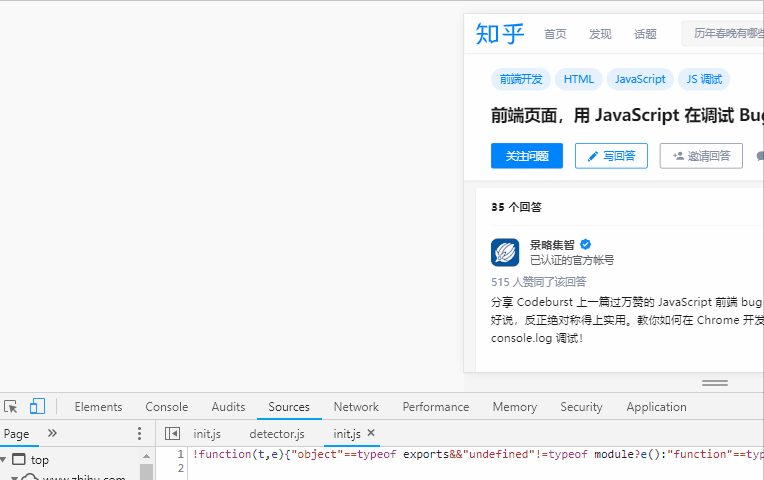 知乎 首页 发现 话题 历年春晚有哪些
前端开发 HTML JavaScript JS 调试
前端页面，用 JavaScript 在调试 Bug
关注问题 写回答 邀请回答
35 个回答
景略集智
已认证的官方帐号
515 人赞同了该回答
分享 Codeburst 上一篇过万赞的 JavaScript 前端 bug
好说，反正绝对称得上实用。教你如何在 Chrome 开发
console.log 调试！
Elements Console Audits Sources Network Performance Memory Security Application
Page » init.js detector.js init.js ×
top
www.zhihu.com
1 !function(t,e){"object"==typeof exports&&"undefined"!=typeof module?e():"function"==typ
2